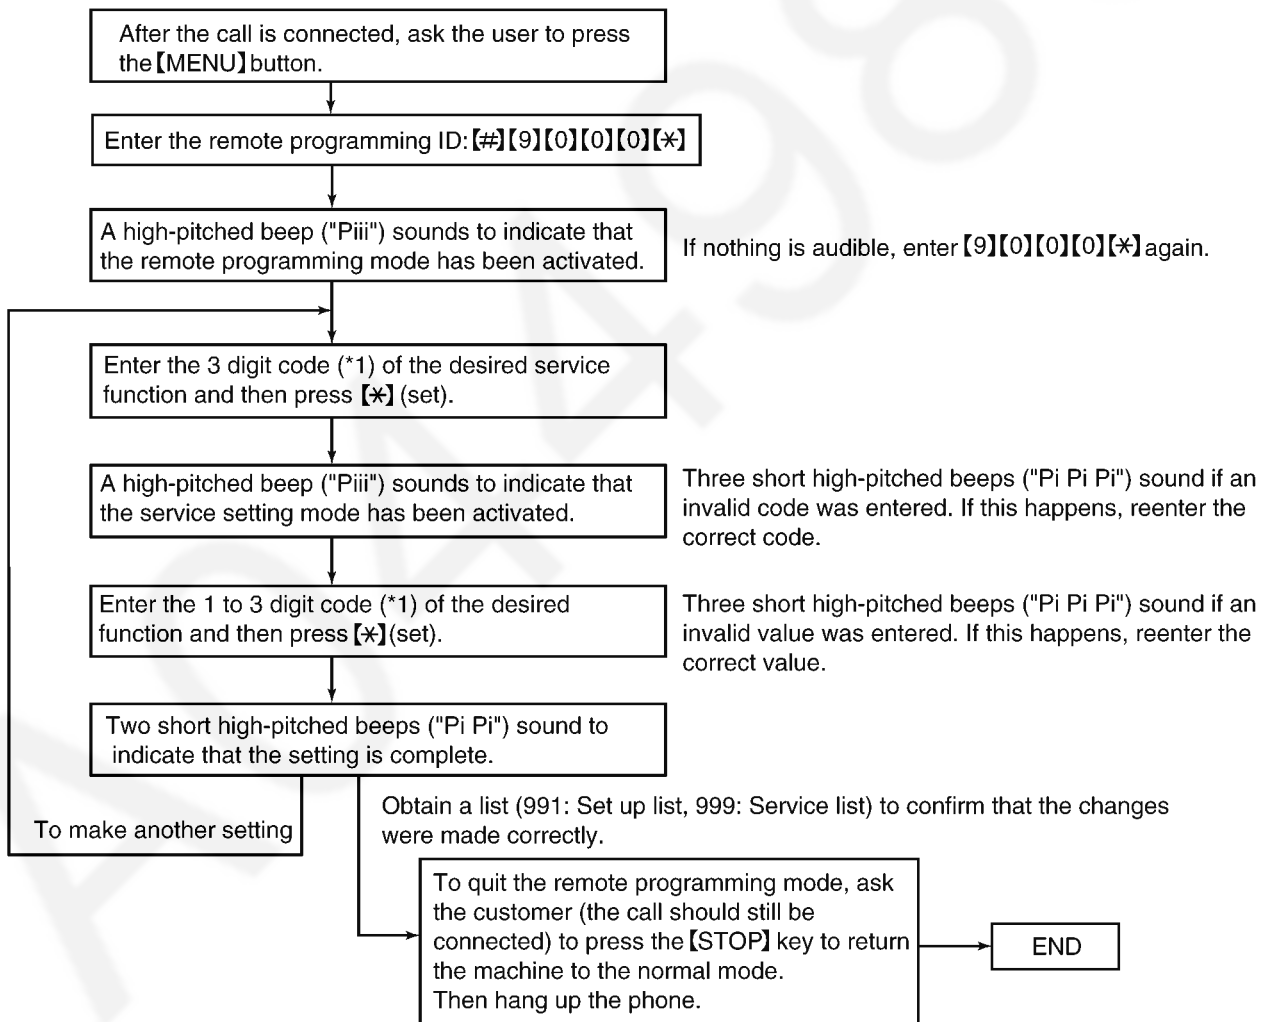 After the call is connected, ask the user to press
the【MENU】button.
Enter the remote programming ID:【#】【9】【0】【0】【0】【*】
A high-pitched beep ("Piii") sounds to indicate that
the remote programming mode has been activated.
If nothing is audible, enter【9】【0】【0】【0】【*】again.
Enter the 3 digit code (*1) of the desired service
function and then press【*】(set).
A high-pitched beep ("Piii") sounds to indicate that
the service setting mode has been activated.
Three short high-pitched beeps ("Pi Pi Pi") sound if an
invalid code was entered. If this happens, reenter the
correct code.
Enter the 1 to 3 digit code (*1) of the desired
function and then press【*】(set).
Three short high-pitched beeps ("Pi Pi Pi") sound if an
invalid value was entered. If this happens, reenter the
correct value.
Two short high-pitched beeps ("Pi Pi") sound to
indicate that the setting is complete.
To make another setting
Obtain a list (991: Set up list, 999: Service list) to confirm that the changes
were made correctly.
To quit the remote programming mode, ask
the customer (the call should still be
connected) to press the【STOP】key to return
the machine to the normal mode.
Then hang up the phone.
END
A04498